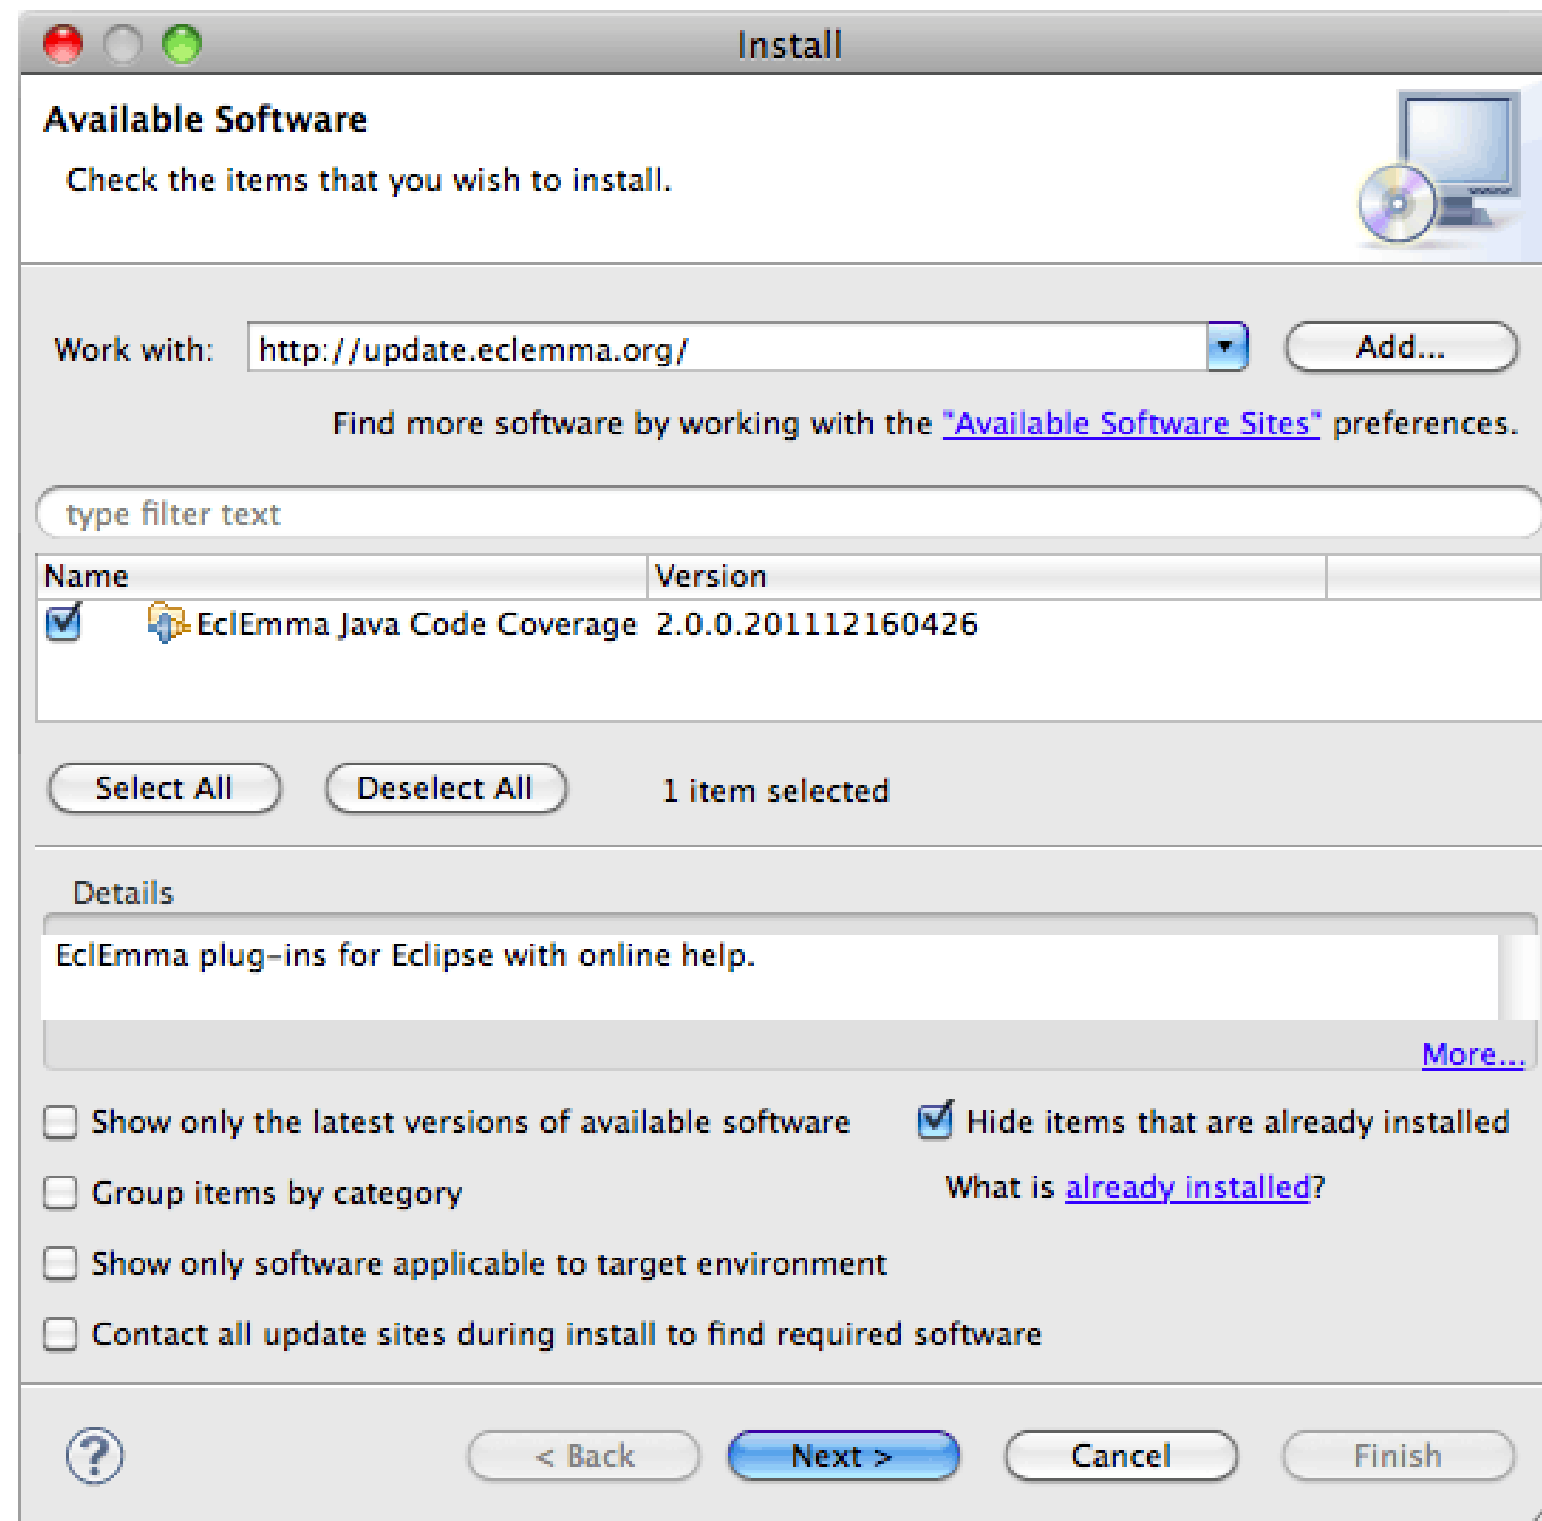 Install
Available Software
Check the items that you wish to install.
Work with: http://update.eclemma.org/ Add...
Find more software by working with the "Available Software Sites" preferences.
type filter text
Name Version
EclEmma Java Code Coverage 2.0.0.201112160426
Select All Deselect All 1 item selected
Details
EclEmma plug-ins for Eclipse with online help.
More...
Show only the latest versions of available software Hide items that are already installed
Group items by category What is already installed?
Show only software applicable to target environment
Contact all update sites during install to find required software
? < Back Next > Cancel Finish